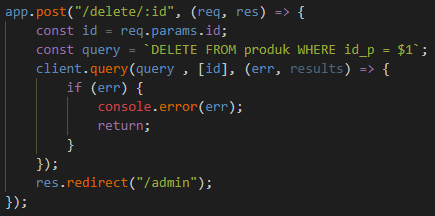 app.post("/delete/:id", (req, res) => {
    const id = req.params.id;
    const query = `DELETE FROM produk WHERE id_p = $1`;
    client.query(query , [id], (err, results) => {
        if (err) {
            console.error(err);
            return;
        }
    });
    res.redirect("/admin");
});